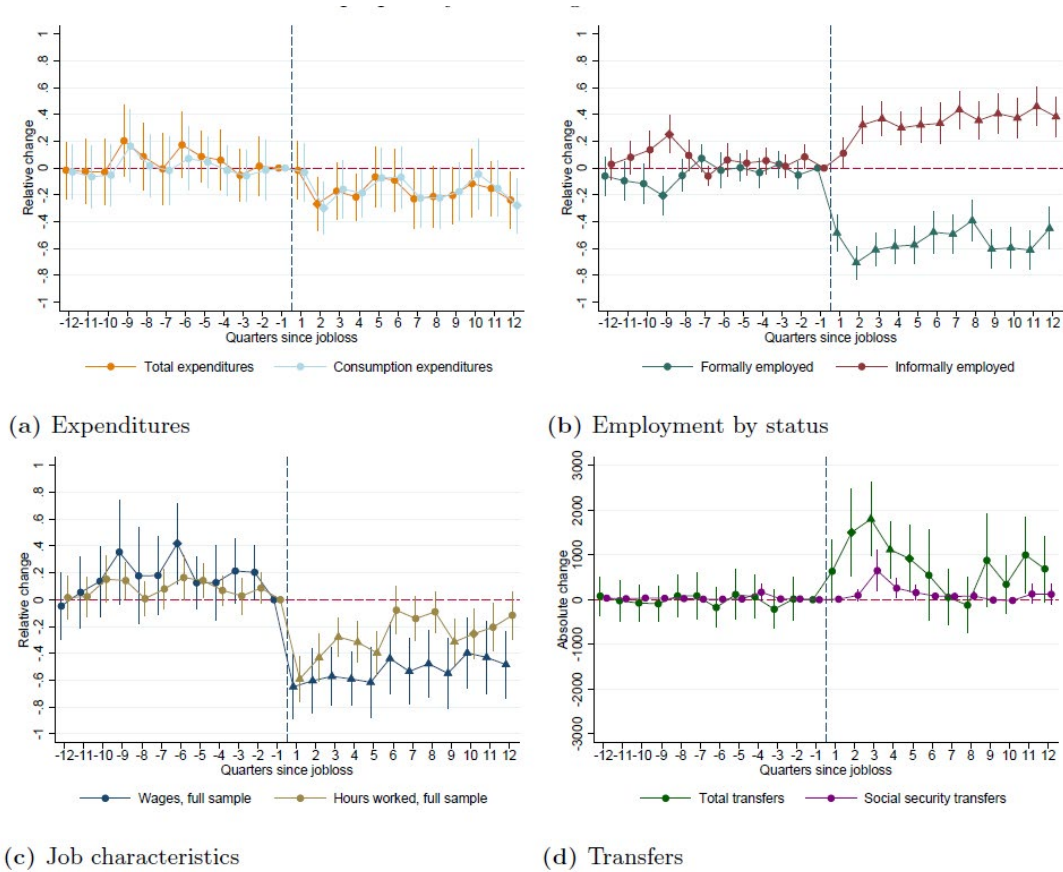 1
.8
.6
.4
.2
0
-.2
-.4
-.6
-.8
-1
Relative change
-12 -11 -10 -9 -8 -7 -6 -5 -4 -3 -2 -1 1 2 3 4 5 6 7 8 9 10 11 12
Quarters since jobloss
Total expenditures Consumption expenditures
(a) Expenditures
1
.8
.6
.4
.2
0
-.2
-.4
-.6
-.8
-1
Relative change
-12 -11 -10 -9 -8 -7 -6 -5 -4 -3 -2 -1 1 2 3 4 5 6 7 8 9 10 11 12
Quarters since jobloss
Formally employed Informally employed
(b) Employment by status
1
.8
.6
.4
.2
0
-.2
-.4
-.6
-.8
-1
Relative change
-12 -11 -10 -9 -8 -7 -6 -5 -4 -3 -2 -1 1 2 3 4 5 6 7 8 9 10 11 12
Quarters since jobloss
Wages, full sample Hours worked, full sample
(c) Job characteristics
3000
2000
1000
0
-1000
-2000
-3000
Absolute change
-12 -11 -10 -9 -8 -7 -6 -5 -4 -3 -2 -1 1 2 3 4 5 6 7 8 9 10 11 12
Quarters since jobloss
Total transfers Social security transfers
(d) Transfers